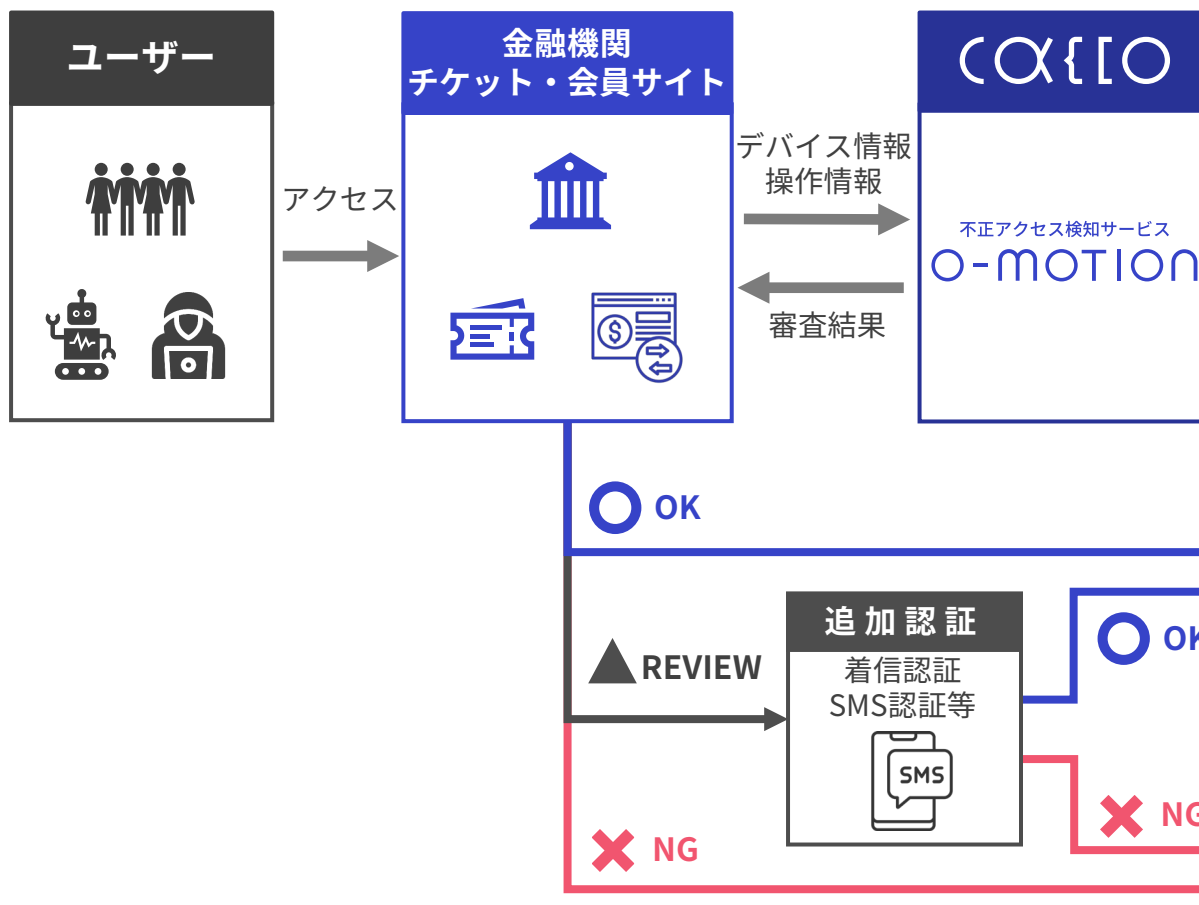 ユーザー
アクセス
金融機関
チケット・会員サイト
デバイス情報
操作情報
審査結果
CACCO
不正アクセス検知サービス
O-MOTION
OK
REVIEW
NG
追加認証
着信認証
SMS認証等
SMS
OK
NG